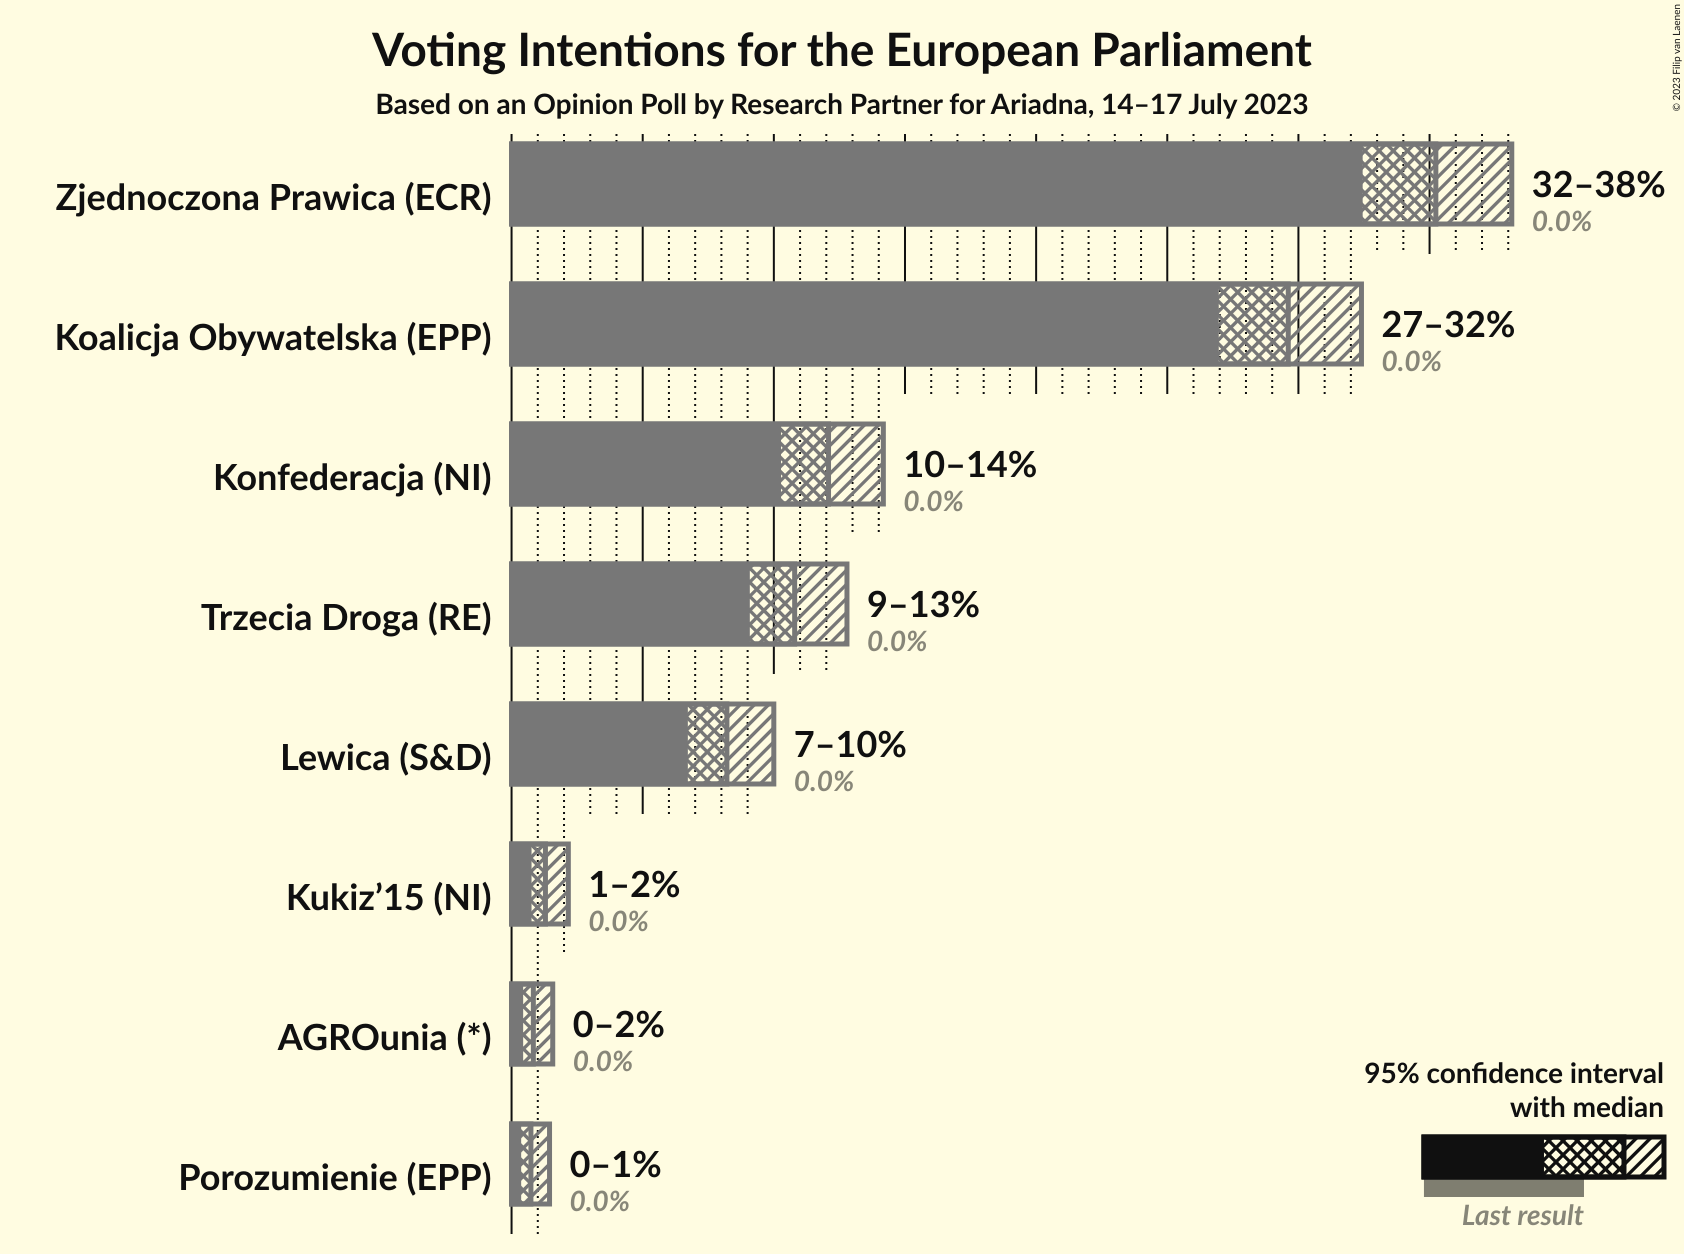 Voting Intentions for the European Parliament
Based on an Opinion Poll by Research Partner for Ariadna, 14–17 July 2023
© 2023 Filip van Laenen
Zjednoczona Prawica (ECR)
32–38%
0.0%
Koalicja Obywatelska (EPP)
27–32%
0.0%
Konfederacja (NI)
10–14%
0.0%
Trzecia Droga (RE)
9–13%
0.0%
Lewica (S&D)
7–10%
0.0%
Kukiz’15 (NI)
1–2%
0.0%
AGROunia (*)
0–2%
0.0%
Porozumienie (EPP)
0–1%
0.0%
95% confidence interval
with median
Last result